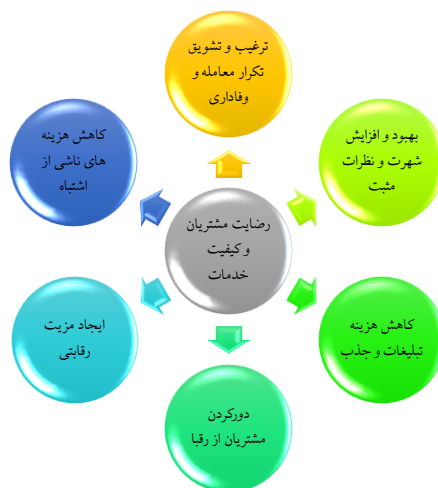 ترغیب و تشویق
تکرار معامله و
وفاداری
بهبود و افزایش
شهرت و نظرات
مثبت
کاهش هزینه
تبلیغات و جذب
دورکردن
مشتریان از رقبا
ایجاد مزیت
رقابتی
کاهش هزینه
های ناشی از
اشتباه
رضایت مشتریان
و کیفیت
خدمات